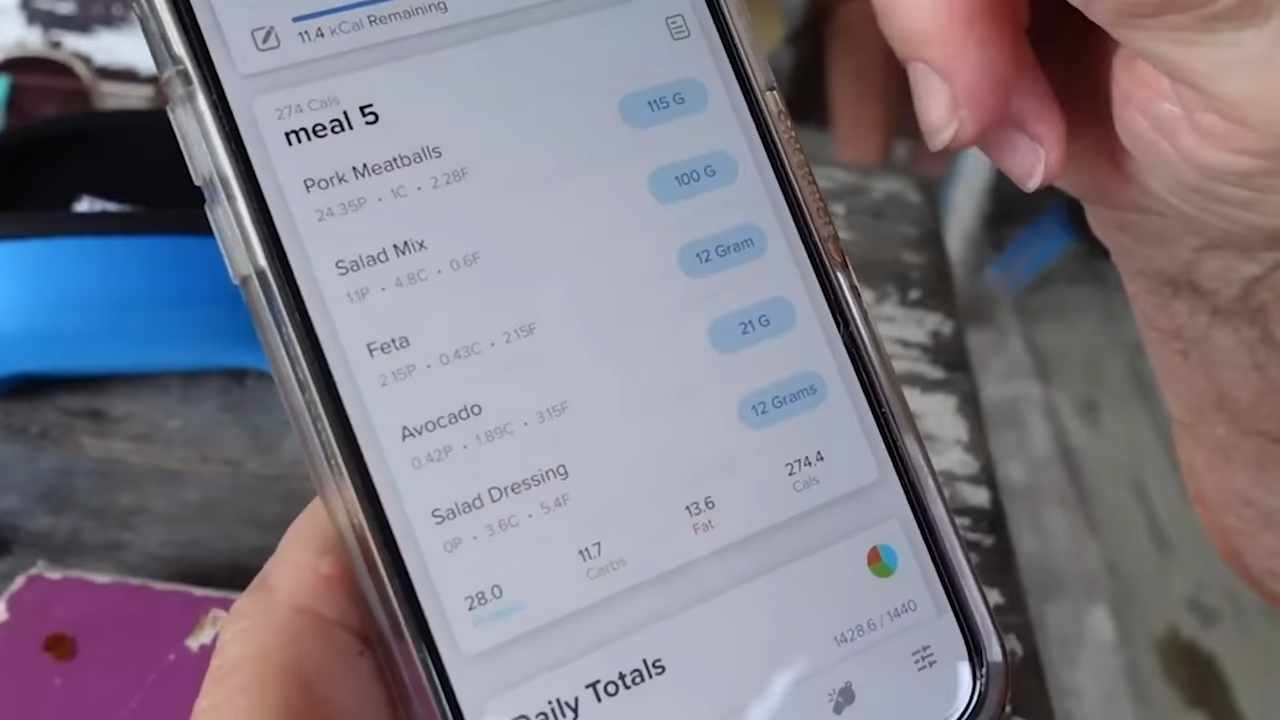 11.4 kCal Remaining
274 Cals
meal 5
115 G
Pork Meatballs
24.35P • 1C • 2.28F
100 G
Salad Mix
1.1P • 4.8C • 0.6F
12 Gram
Feta
2.15P • 0.43C • 2.15F
21 G
Avocado
0.42P • 1.89C • 3.15F
12 Grams
Salad Dressing
0P • 3.6C • 5.4F
28.0
Protein
11.7
Carbs
13.6
Fat
274.4
Cals
Daily Totals
1428.6 / 1440